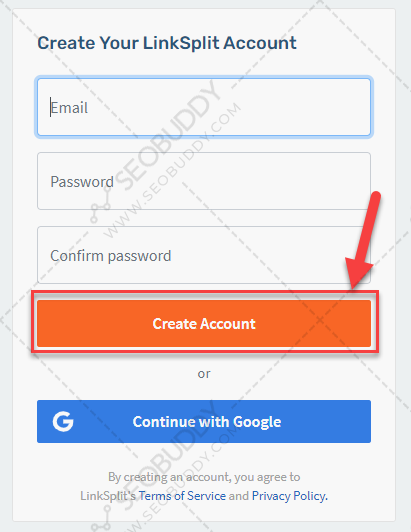 Create Your LinkSplit Account
Email
Password
Confirm password
Create Account
or
G Continue with Google
By creating an account, you agree to
LinkSplit's Terms of Service and Privacy Policy.
SEOBUDDY
WWW.SEOBUDDY.COM
SEOBUDDY
WWW.SEOBUDDY.COM